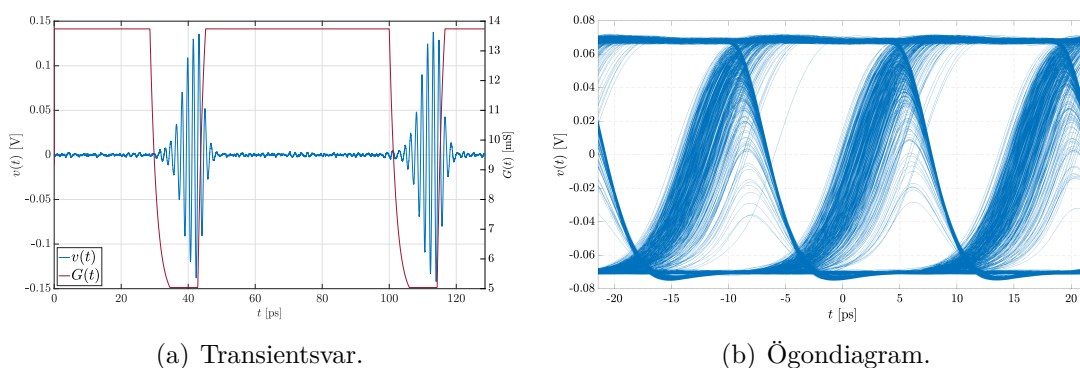 0.15
0.1
0.05
0
-0.05
-0.1
-0.15
v(t) [V]
14
13
12
11
10
9
8
7
6
5
G(t) [mS]
0 20 40 60 80 100 120
t [ps]
v(t)
G(t)
(a) Transientsvar.
0.08
0.06
0.04
0.02
0
-0.02
-0.04
-0.06
0.08
v(t) [V]
-20 -15 -10 -5 0 5 10 15 20
t [ps]
(b) Ögondiagram.